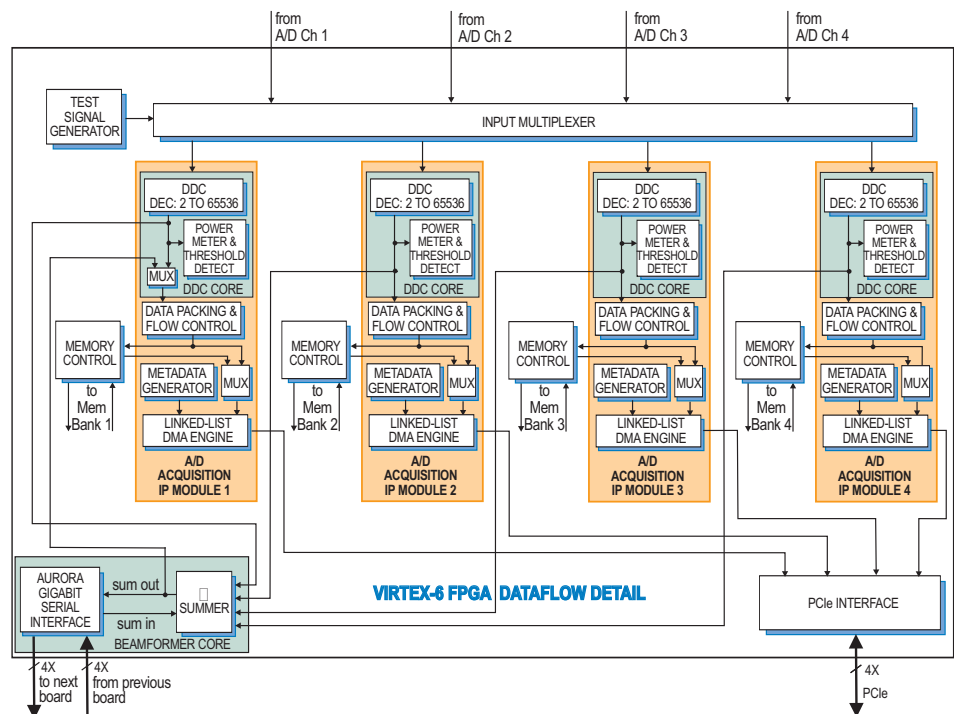 from
A/D Ch 1
from
A/D Ch 2
from
A/D Ch 3
from
A/D Ch 4
TEST
SIGNAL
GENERATOR
INPUT MULTIPLEXER
DDC
DEC: 2 TO 65536
POWER
METER &
THRESHOLD
DETECT
MUX
DDC CORE
DATA PACKING &
FLOW CONTROL
MEMORY
CONTROL
METADATA
GENERATOR
MUX
to
Mem
Bank 1
LINKED-LIST
DMA ENGINE
A/D
ACQUISITION
IP MODULE 1
DDC
DEC: 2 TO 65536
POWER
METER &
THRESHOLD
DETECT
DDC CORE
DATA PACKING &
FLOW CONTROL
MEMORY
CONTROL
METADATA
GENERATOR
MUX
to
Mem
Bank 2
LINKED-LIST
DMA ENGINE
A/D
ACQUISITION
IP MODULE 2
DDC
DEC: 2 TO 65536
POWER
METER &
THRESHOLD
DETECT
DDC CORE
DATA PACKING &
FLOW CONTROL
MEMORY
CONTROL
METADATA
GENERATOR
MUX
to
Mem
Bank 3
LINKED-LIST
DMA ENGINE
A/D
ACQUISITION
IP MODULE 3
DDC
DEC: 2 TO 65536
POWER
METER &
THRESHOLD
DETECT
DDC CORE
DATA PACKING &
FLOW CONTROL
MEMORY
CONTROL
METADATA
GENERATOR
MUX
to
Mem
Bank 4
LINKED-LIST
DMA ENGINE
A/D
ACQUISITION
IP MODULE 4
AURORA
GIGABIT
SERIAL
INTERFACE
sum out
sum in
SUMMER
BEAMFORMER CORE
VIRTEX-6 FPGA DATAFLOW DETAIL
PCIe INTERFACE
4X
to next
board
4X
from previous
board
4X
PCIe